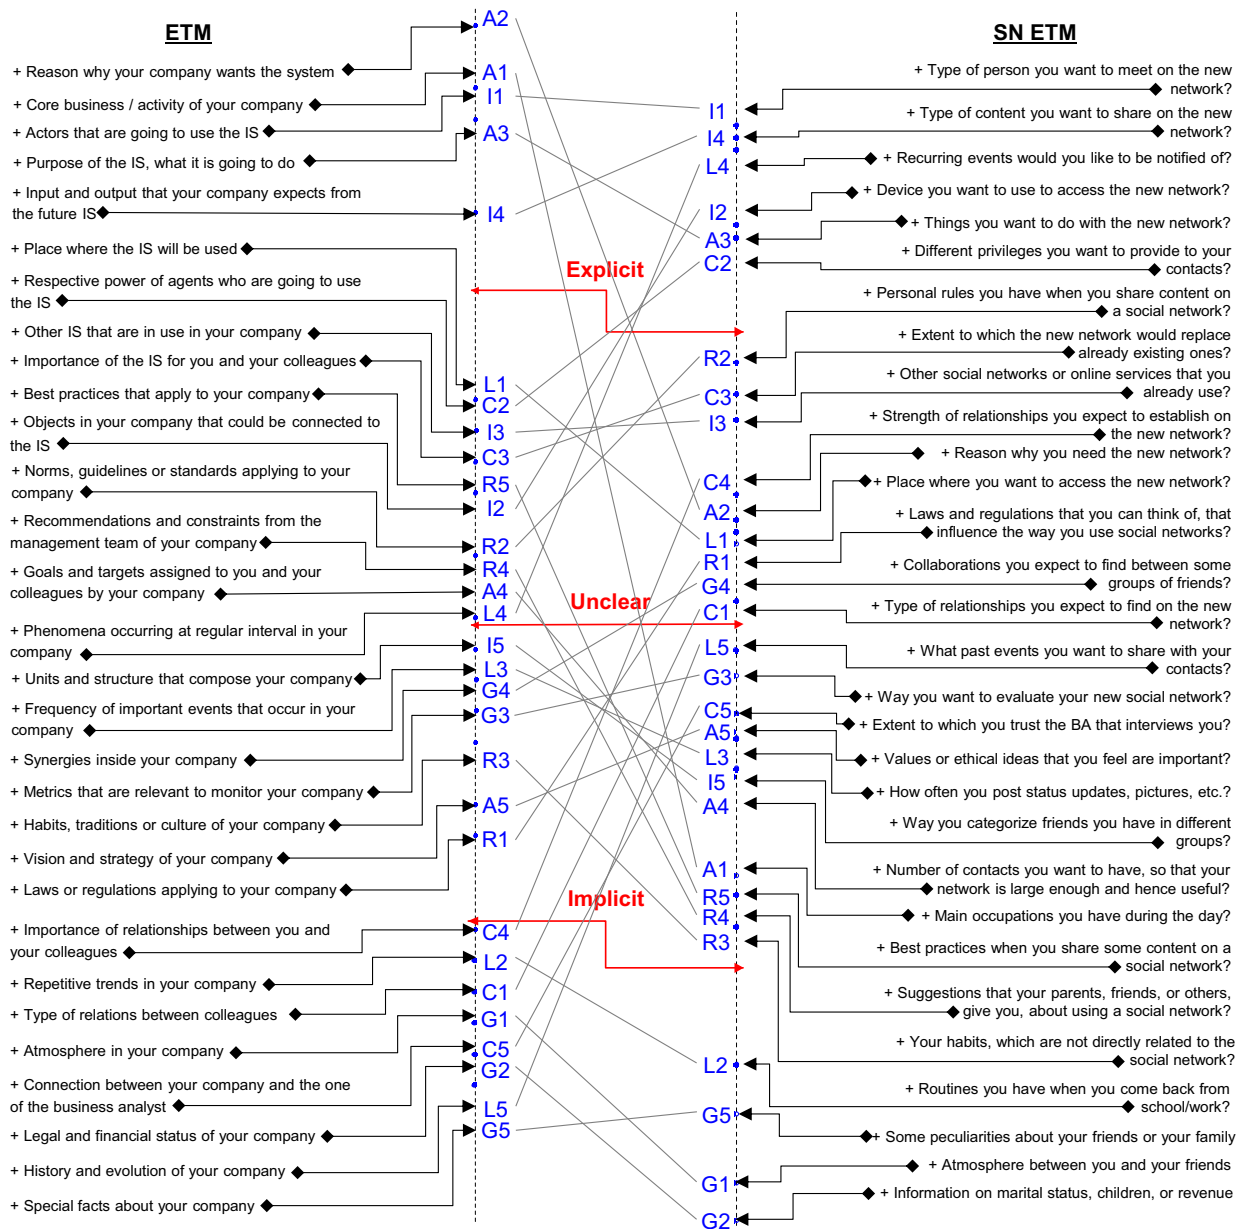 ETM
+ Reason why your company wants the system
+ Core business / activity of your company
+ Actors that are going to use the IS
+ Purpose of the IS, what it is going to do
+ Input and output that your company expects from
the future IS
+ Place where the IS will be used
+ Respective power of agents who are going to use
the IS
+ Other IS that are in use in your company
+ Importance of the IS for you and your colleagues
+ Best practices that apply to your company
+ Objects in your company that could be connected to
the IS
+ Norms, guidelines or standards applying to your
company
+ Recommendations and constraints from the
management team of your company
+ Goals and targets assigned to you and your
colleagues by your company
+ Phenomena occurring at regular interval in your
company
+ Units and structure that compose your company
+ Frequency of important events that occur in your
company
+ Synergies inside your company
+ Metrics that are relevant to monitor your company
+ Habits, traditions or culture of your company
+ Vision and strategy of your company
+ Laws or regulations applying to your company
+ Importance of relationships between you and
your colleagues
+ Repetitive trends in your company
+ Type of relations between colleagues
+ Atmosphere in your company
+ Connection between your company and the one
of the business analyst
+ Legal and financial status of your company
+ History and evolution of your company
+ Special facts about your company
A2
A1
I1
A3
I4
L1
C2
I3
C3
R5
I2
R2
R4
A4
L4
I5
L3
G4
G3
R3
A5
R1
C4
L2
C1
G1
C5
G2
L5
G5
Explicit
Unclear
Implicit
I1
I4
L4
I2
A3
C2
R2
C3
I3
C4
A2
L1
R1
G4
C1
L5
G3
C5
A5
L3
I5
A4
A1
R5
R4
R3
L2
G5
G1
G2
SN ETM
+ Type of person you want to meet on the new
network?
+ Type of content you want to share on the new
network?
+ Recurring events would you like to be notified of?
+ Device you want to use to access the new network?
+ Things you want to do with the new network?
+ Different privileges you want to provide to your
contacts?
+ Personal rules you have when you share content on
a social network?
+ Extent to which the new network would replace
already existing ones?
+ Other social networks or online services that you
already use?
+ Strength of relationships you expect to establish on
the new network?
+ Reason why you need the new network?
+ Place where you want to access the new network?
+ Laws and regulations that you can think of, that
influence the way you use social networks?
+ Collaborations you expect to find between some
groups of friends?
+ Type of relationships you expect to find on the new
network?
+ What past events you want to share with your
contacts?
+ Way you want to evaluate your new social network?
+ Extent to which you trust the BA that interviews you?
+ Values or ethical ideas that you feel are important?
+ How often you post status updates, pictures, etc.?
+ Way you categorize friends you have in different
groups?
+ Number of contacts you want to have, so that your
network is large enough and hence useful?
+ Main occupations you have during the day?
+ Best practices when you share some content on a
social network?
+ Suggestions that your parents, friends, or others,
give you, about using a social network?
+ Your habits, which are not directly related to the
social network?
+ Routines you have when you come back from
school/work?
+ Some peculiarities about your friends or your family
+ Atmosphere between you and your friends
+ Information on marital status, children, or revenue